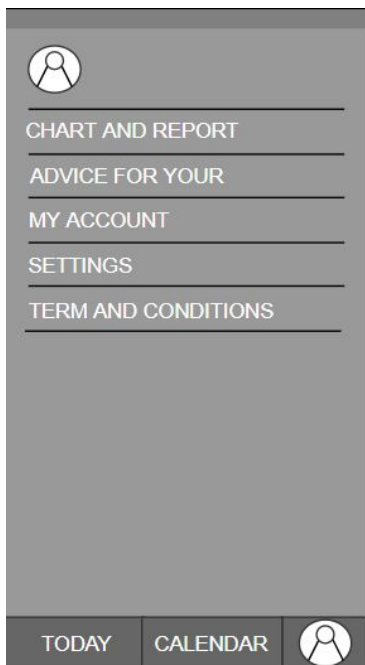 CHART AND REPORT
ADVICE FOR YOUR
MY ACCOUNT
SETTINGS
TERM AND CONDITIONS
TODAY CALENDAR